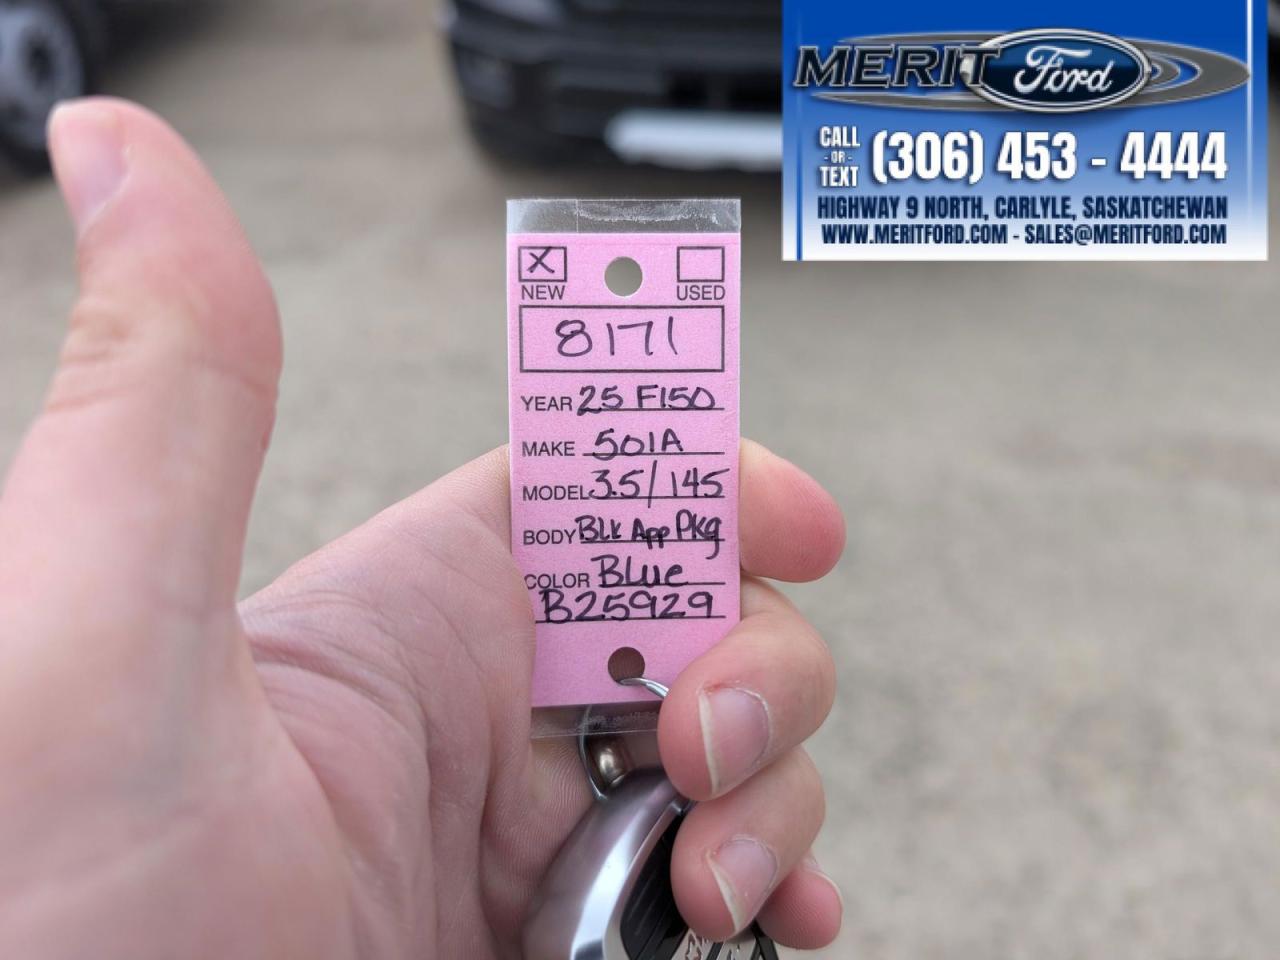 MERIT Ford
CALL
- OR -
TEXT
(306) 453 - 4444
HIGHWAY 9 NORTH, CARLYLE, SASKATCHEWAN
WWW.MERITFORD.COM - SALES@MERITFORD.COM
X
NEW USED
8171
YEAR 25 F150
MAKE 501A
MODEL 3.5/145
BODY Blk App Pkg
COLOR Blue
B25929